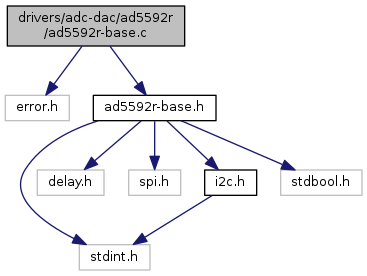 drivers/adc-dac/ad5592r
/ad5592r-base.c
error.h
ad5592r-base.h
delay.h
spi.h
i2c.h
stdbool.h
stdint.h